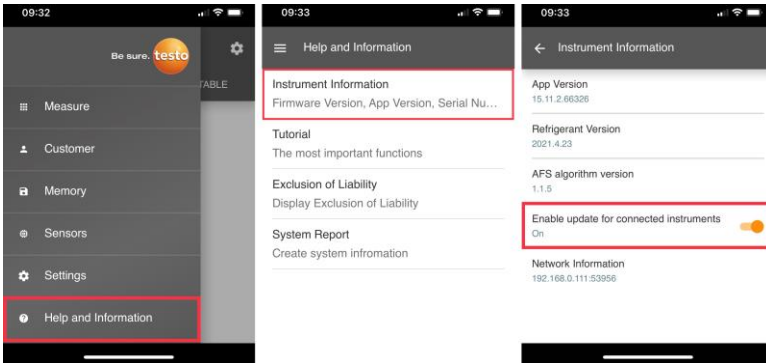 09:32
Be sure. testo
TABLE
Measure
Customer
Memory
Sensors
Settings
Help and Information
09:33
Help and Information
Instrument Information
Firmware Version, App Version, Serial Nu...
Tutorial
The most important functions
Exclusion of Liability
Display Exclusion of Liability
System Report
Create system infromation
09:33
Instrument Information
App Version
15.11.2.66326
Refrigerant Version
2021.4.23
AFS algorithm version
1.1.5
Enable update for connected instruments
On
Network Information
192.168.0.111:53956